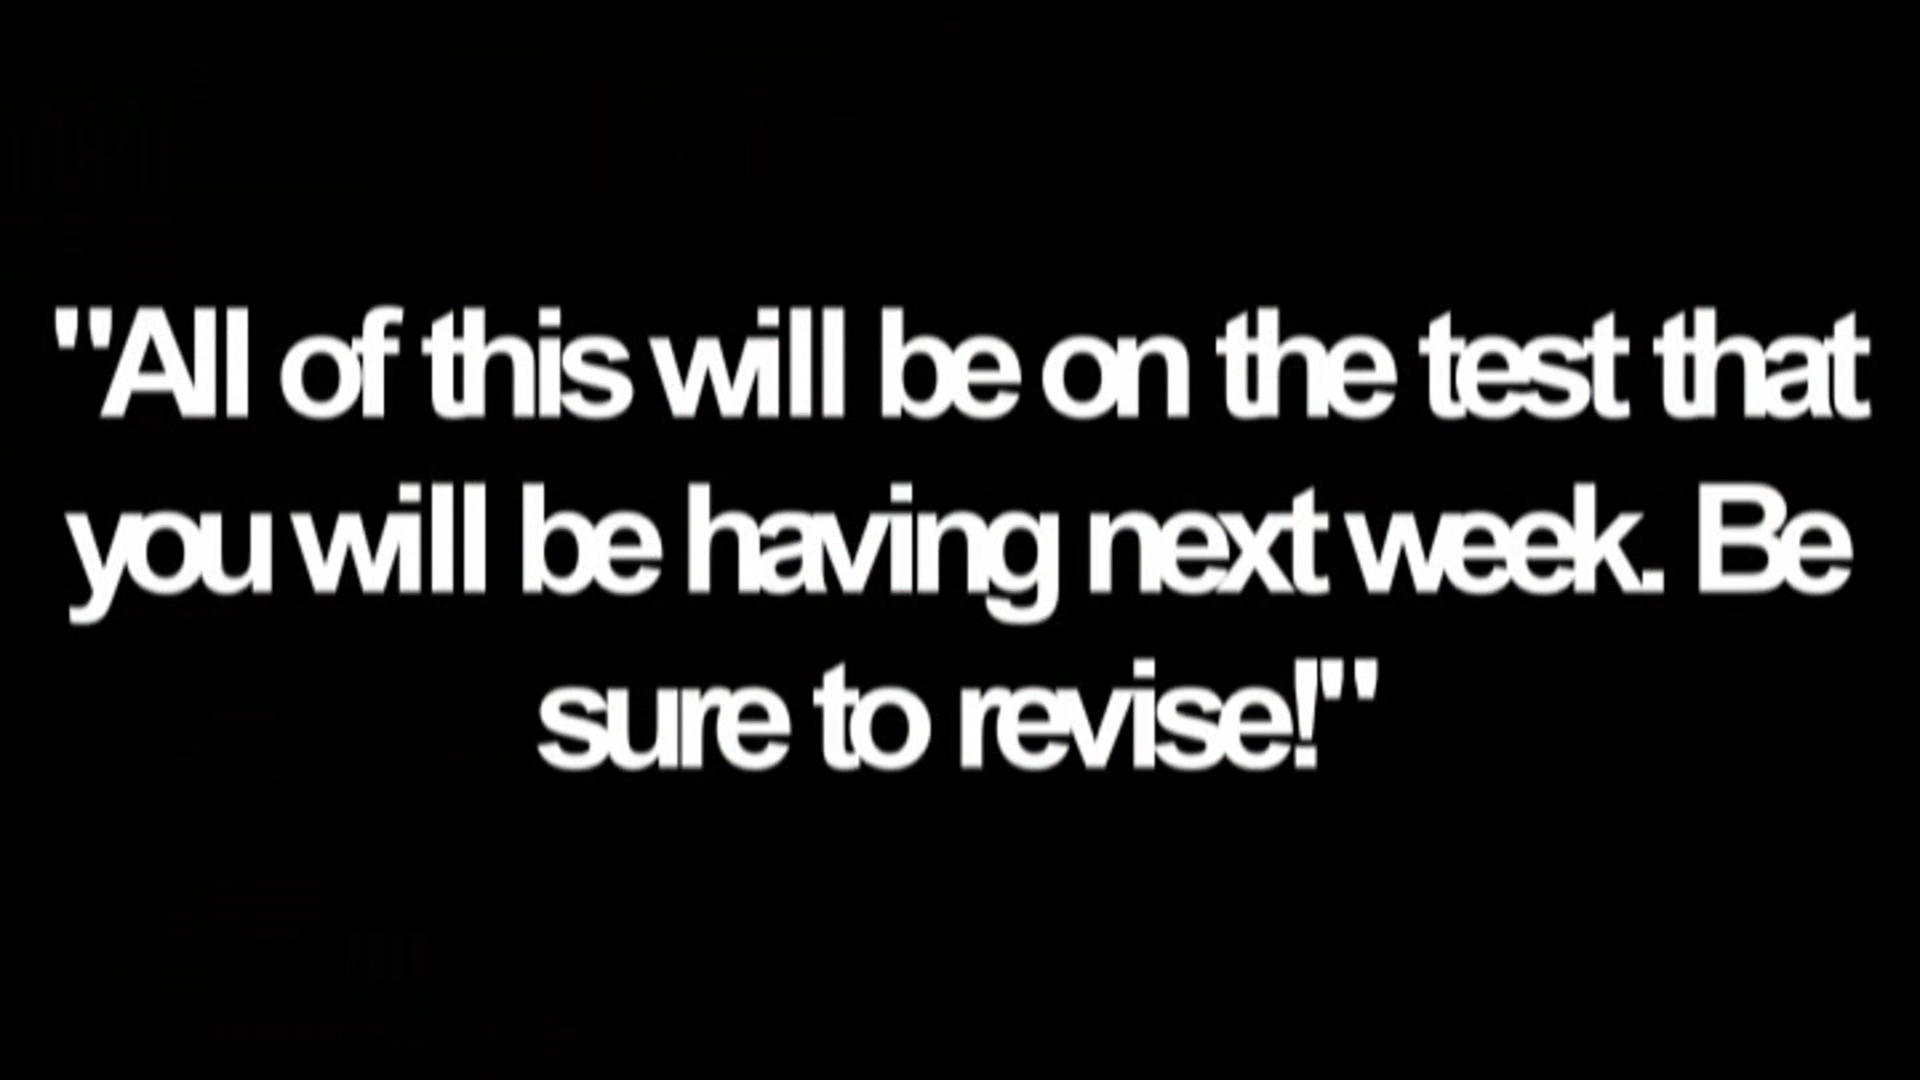 "All of this will be on the test that
you will be having next week. Be
sure to revise!"